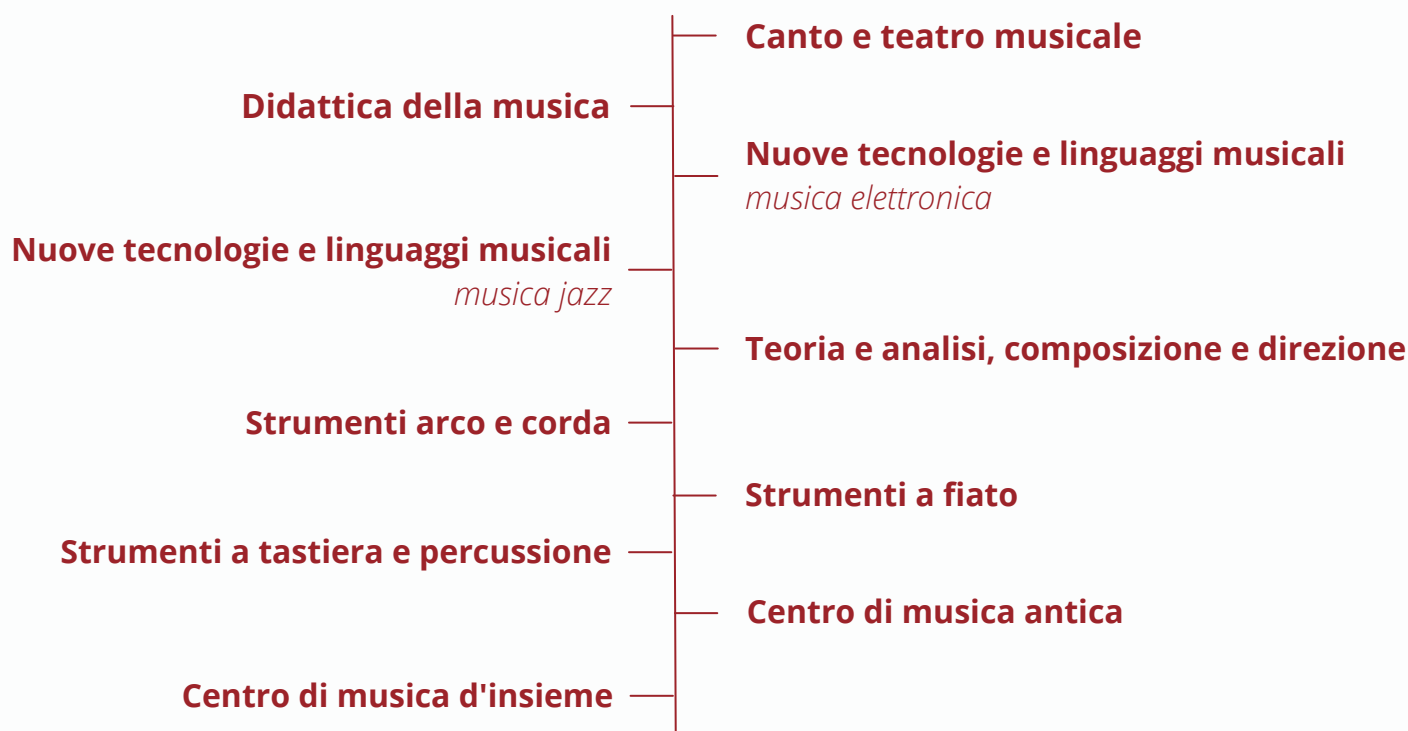 Canto e teatro musicale
Didattica della musica
Nuove tecnologie e linguaggi musicali
musica elettronica
Nuove tecnologie e linguaggi musicali
musica jazz
Teoria e analisi, composizione e direzione
Strumenti arco e corda
Strumenti a fiato
Strumenti a tastiera e percussione
Centro di musica antica
Centro di musica d'insieme